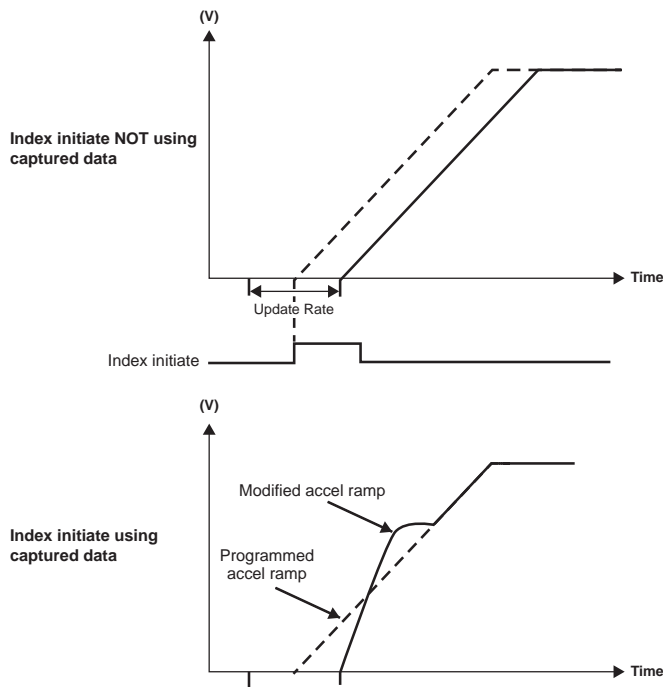 (V)
Index initiate NOT using
captured data
Time
Update Rate
Index initiate
(V)
Modified accel ramp
Index initiate using
captured data
Programmed
accel ramp
Time